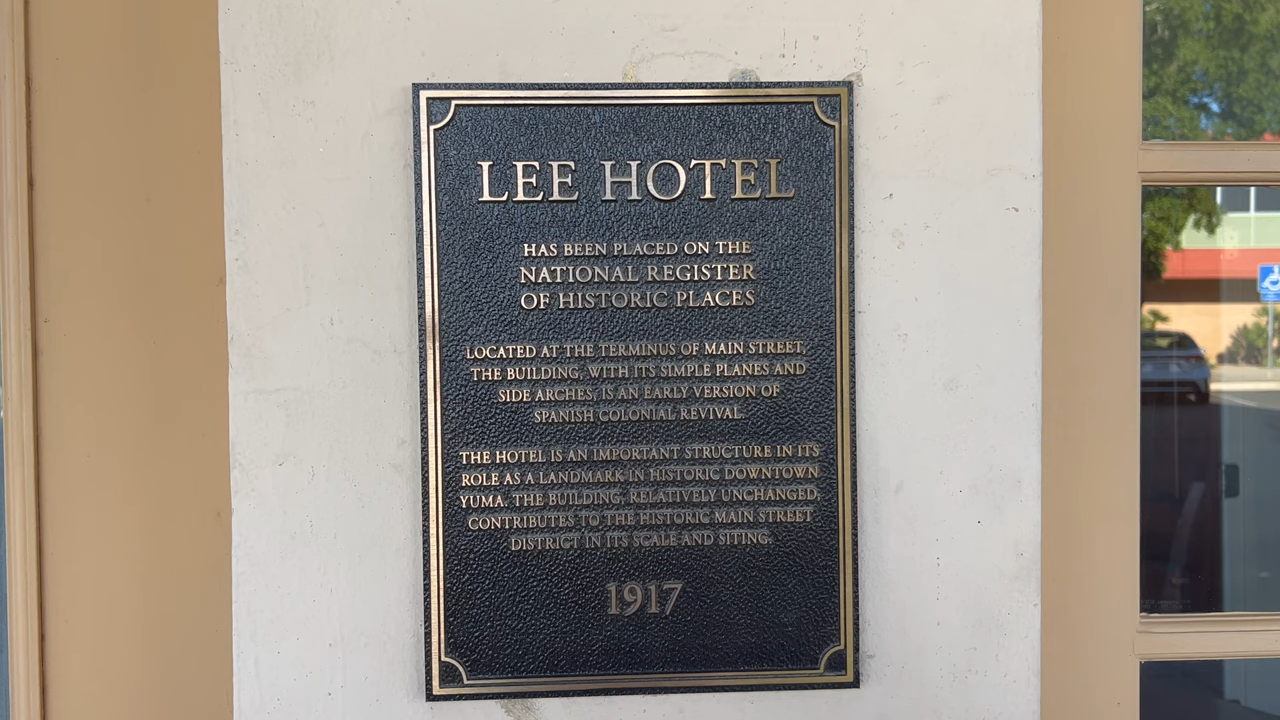 LEE HOTEL
HAS BEEN PLACED ON THE
NATIONAL REGISTER
OF HISTORIC PLACES
LOCATED AT THE TERMINUS OF MAIN STREET,
THE BUILDING, WITH ITS SIMPLE PLANES AND
SIDE ARCHES, IS AN EARLY VERSION OF
SPANISH COLONIAL REVIVAL.
THE HOTEL IS AN IMPORTANT STRUCTURE IN ITS
ROLE AS A LANDMARK IN HISTORIC DOWNTOWN
YUMA. THE BUILDING, RELATIVELY UNCHANGED,
CONTRIBUTES TO THE HISTORIC MAIN STREET
DISTRICT IN ITS SCALE AND SITING.
1917